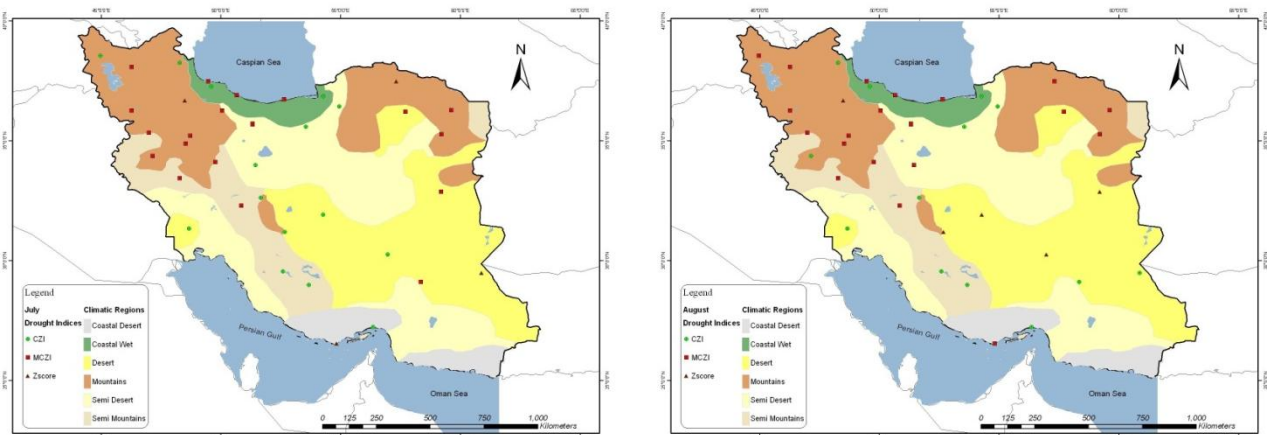 Caspian Sea
N
Persian Gulf
Oman Sea
Legend
July
Climatic Regions
Drought Indices
Coastal Desert
CZI
Coastal Wet
MCZI
Desert
Zscore
Mountains
Semi Desert
Semi Mountains
0 125 250 500 750 1,000
Kilometers
Caspian Sea
N
Persian Gulf
Oman Sea
Legend
August
Climatic Regions
Drought Indices
Coastal Desert
CZI
Coastal Wet
MCZI
Desert
Zscore
Mountains
Semi Desert
Semi Mountains
0 125 250 500 750 1,000
Kilometers